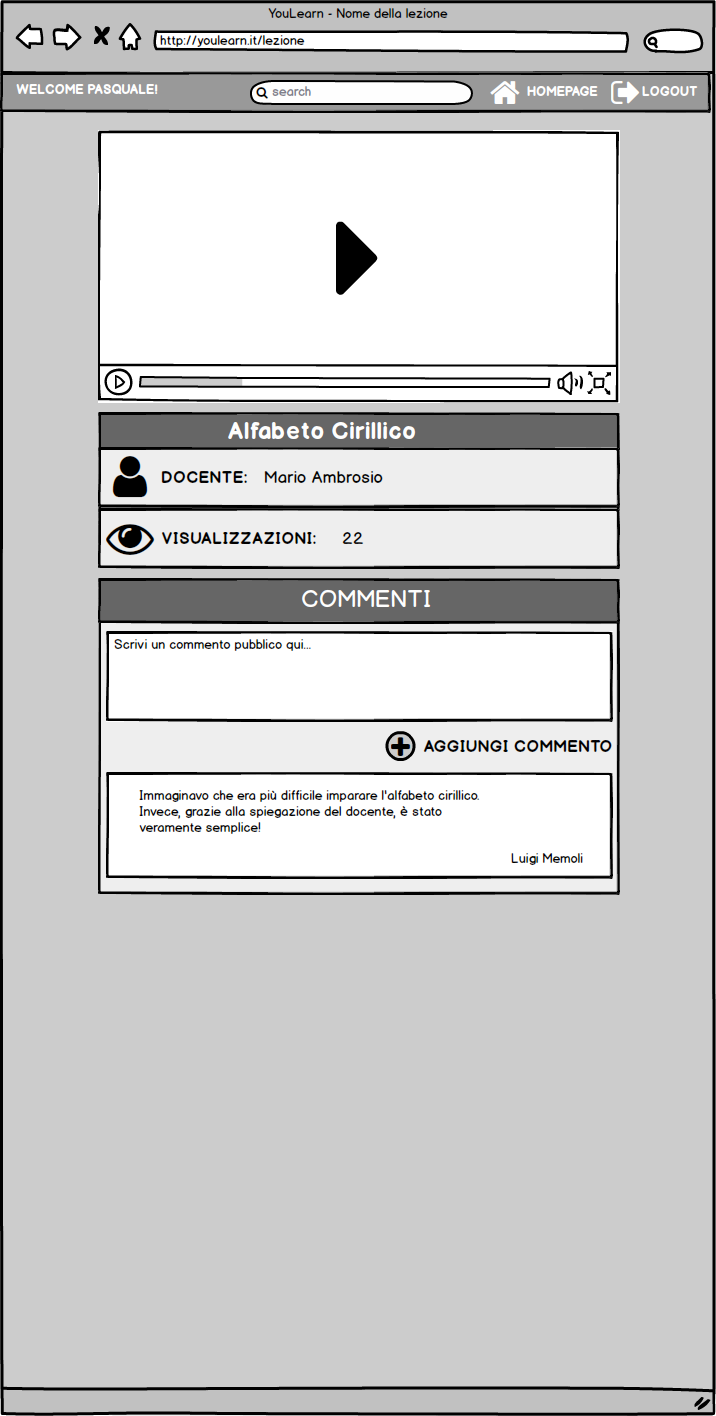 YouLearn - Nome della lezione
http://youlearn.it/lezione
WELCOME PASQUALE!
search
HOMEPAGE
LOGOUT
Alfabeto Cirillico
DOCENTE: Mario Ambrosio
VISUALIZZAZIONI: 22
COMMENTI
Scrivi un commento pubblico qui...
AGGIUNGI COMMENTO
Immaginavo che era più difficile imparare l'alfabeto cirillico.
Invece, grazie alla spiegazione del docente, è stato
veramente semplice!
Luigi Memoli